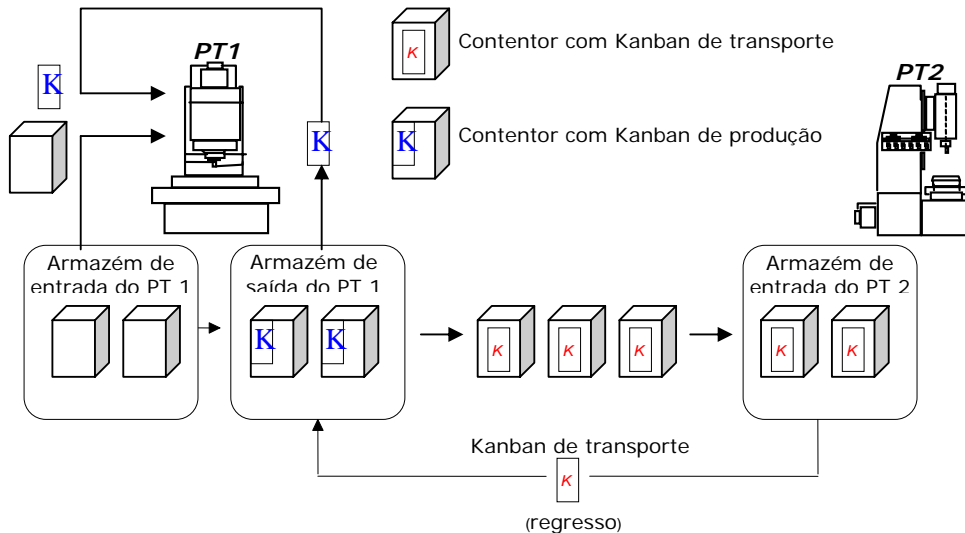 PT1
K
K
K
Contentor com Kanban de transporte
PT2
K
Contentor com Kanban de produção
Armazém de
entrada do PT 1
Armazém de
saída do PT 1
Armazém de
entrada do PT 2
K
K
K
K
K
K
K
Kanban de transporte
K
(regresso)